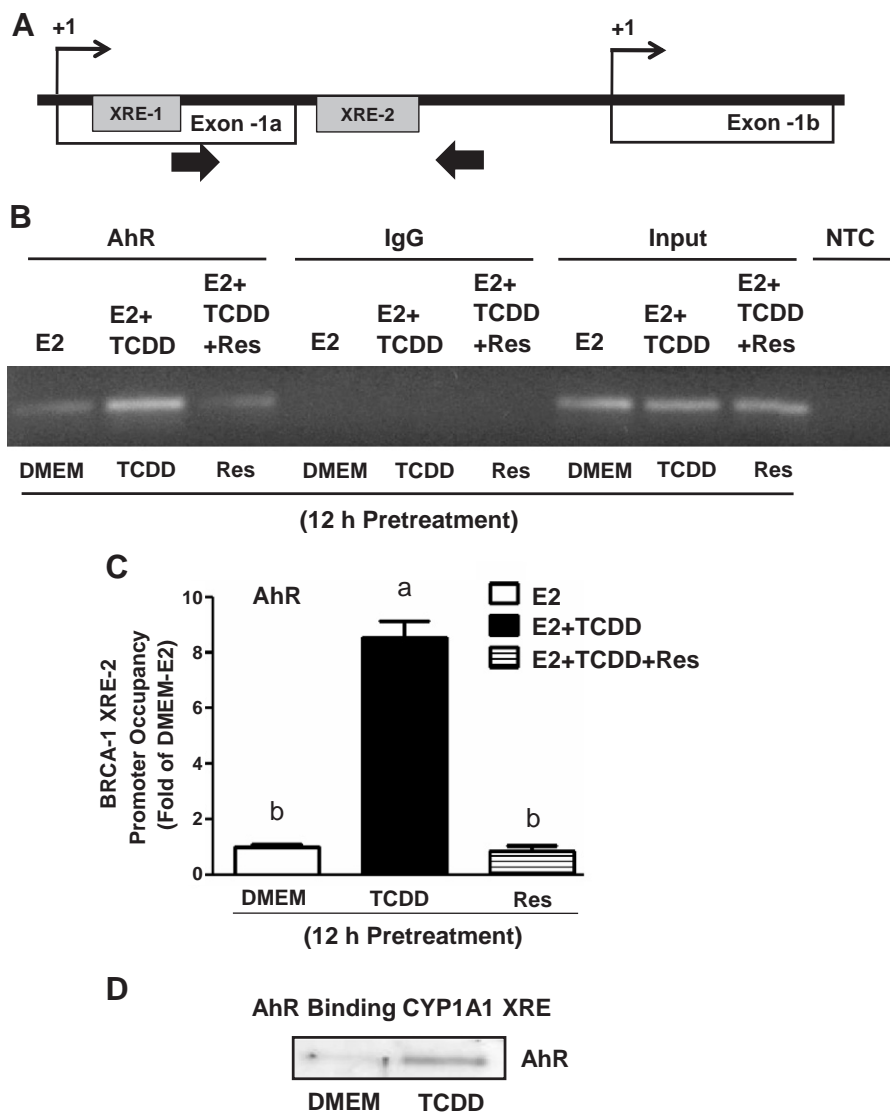 A
+1
+1
XRE-1
Exon -1a
XRE-2
Exon -1b
B
AhR
IgG
Input
NTC
E2
E2+
TCDD
E2+
TCDD
+Res
E2
E2+
TCDD
E2+
TCDD
+Res
E2
E2+
TCDD
E2+
TCDD
+Res
DMEM
TCDD
Res
DMEM
TCDD
Res
DMEM
TCDD
Res
(12 h Pretreatment)
C
BRCA-1 XRE-2
Promoter Occupancy
(Fold of DMEM-E2)
10
8
6
4
2
0
AhR
b
a
b
E2
E2+TCDD
E2+TCDD+Res
DMEM
TCDD
Res
(12 h Pretreatment)
D
AhR Binding CYP1A1 XRE
AhR
DMEM
TCDD